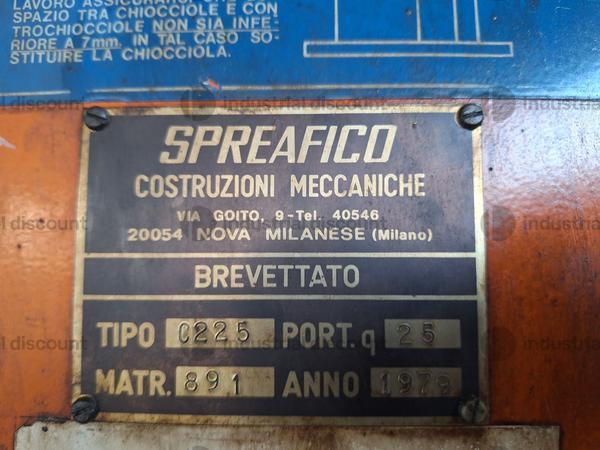 LAVORO ASSICURARSI
SPAZIO TRA CHIOCCIOLE E CON
TROCHIOCCIOLE NON SIA INFE-
RIORE A 7mm. IN TAL CASO SO-
STITUIRE LA CHIOCCIOLA.
SPREAFICO
COSTRUZIONI MECCANICHE
VIA GOITO, 9-Tel. 40546
20054 NOVA MILANESE (Milano)
BREVETTATO
TIPO C225 PORT. q 25
MATR. 891 ANNO 1979
industrial discount